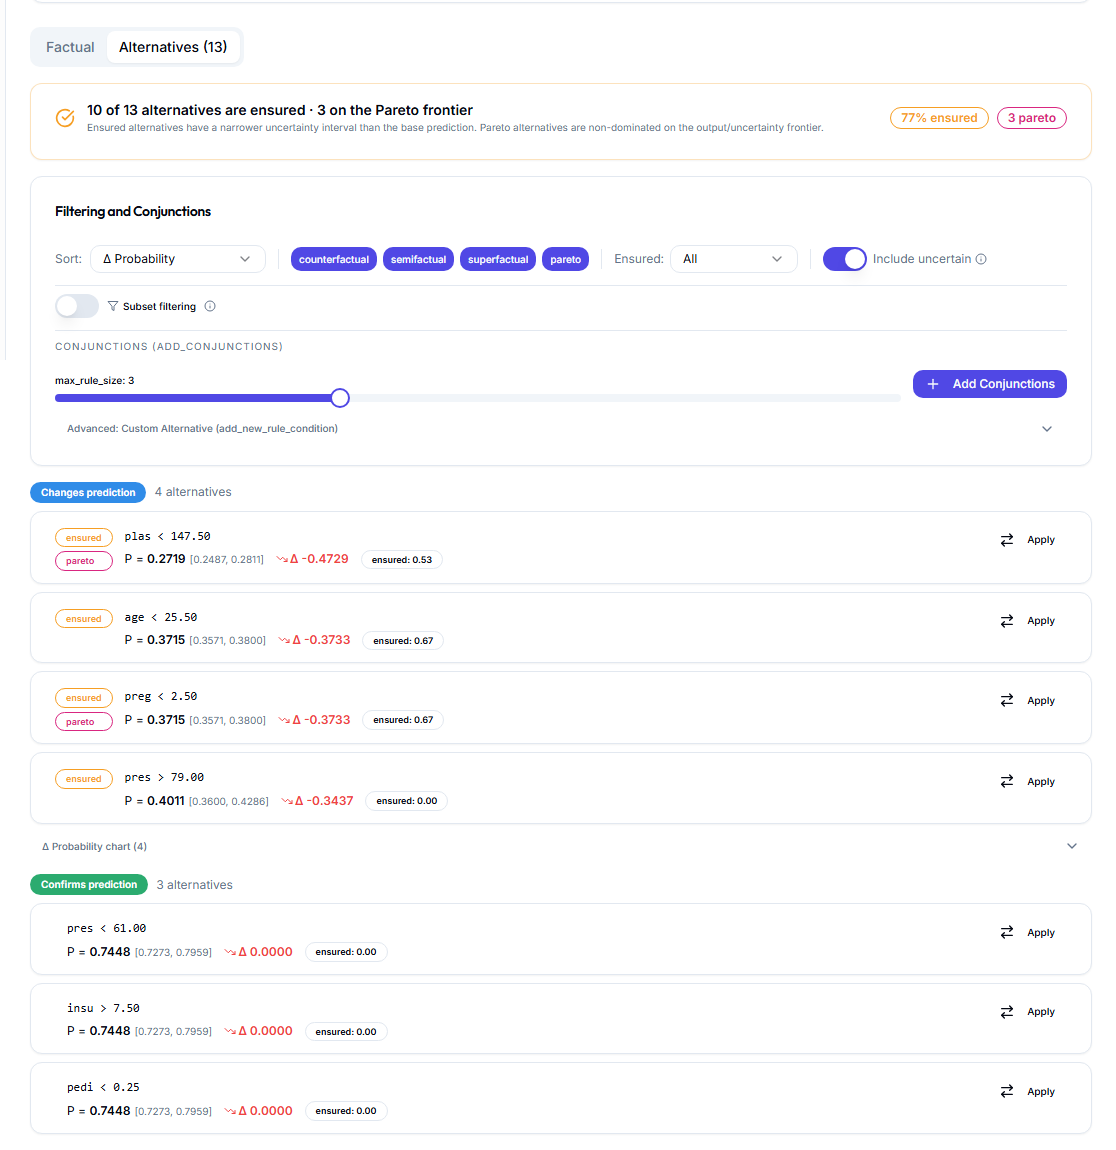 Factual
Alternatives (13)
10 of 13 alternatives are ensured · 3 on the Pareto frontier
Ensured alternatives have a narrower uncertainty interval than the base prediction. Pareto alternatives are non-dominated on the output/uncertainty frontier.
77% ensured
3 pareto
Filtering and Conjunctions
Sort: Δ Probability counterfactual semifactual superfactual pareto Ensured: All Include uncertain
Subset filtering
CONJUNCTIONS (ADD_CONJUNCTIONS)
max_rule_size: 3
+ Add Conjunctions
Advanced: Custom Alternative (add_new_rule_condition)
Changes prediction 4 alternatives
ensured plas < 147.50 Apply
pareto P = 0.2719 [0.2487, 0.2811] Δ -0.4729 ensured: 0.53
ensured age < 25.50 Apply
P = 0.3715 [0.3571, 0.3800] Δ -0.3733 ensured: 0.67
ensured preg < 2.50 Apply
pareto P = 0.3715 [0.3571, 0.3800] Δ -0.3733 ensured: 0.67
ensured pres > 79.00 Apply
P = 0.4011 [0.3600, 0.4286] Δ -0.3437 ensured: 0.00
Δ Probability chart (4)
Confirms prediction 3 alternatives
pres < 61.00 Apply
P = 0.7448 [0.7273, 0.7959] Δ 0.0000 ensured: 0.00
insu > 7.50 Apply
P = 0.7448 [0.7273, 0.7959] Δ 0.0000 ensured: 0.00
pedi < 0.25 Apply
P = 0.7448 [0.7273, 0.7959] Δ 0.0000 ensured: 0.00